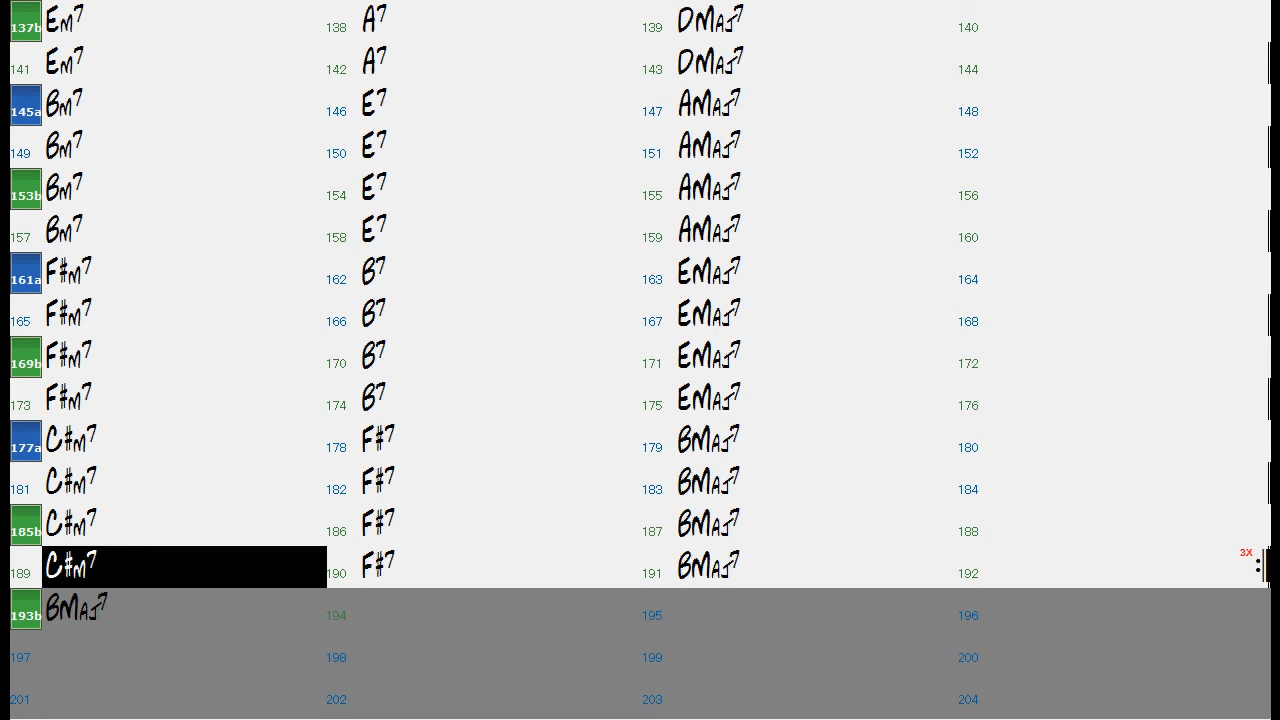 137b Em7 138 A7 139 DMaj7 140
141 Em7 142 A7 143 DMaj7 144
145a Bm7 146 E7 147 AMaj7 148
149 Bm7 150 E7 151 AMaj7 152
153b Bm7 154 E7 155 AMaj7 156
157 Bm7 158 E7 159 AMaj7 160
161a F#m7 162 B7 163 EMaj7 164
165 F#m7 166 B7 167 EMaj7 168
169b F#m7 170 B7 171 EMaj7 172
173 F#m7 174 B7 175 EMaj7 176
177a C#m7 178 F#7 179 BMaj7 180
181 C#m7 182 F#7 183 BMaj7 184
185b C#m7 186 F#7 187 BMaj7 188
189 C#m7 190 F#7 191 BMaj7 192 3X :
193b BMaj7 194 195 196
197 198 199 200
201 202 203 204